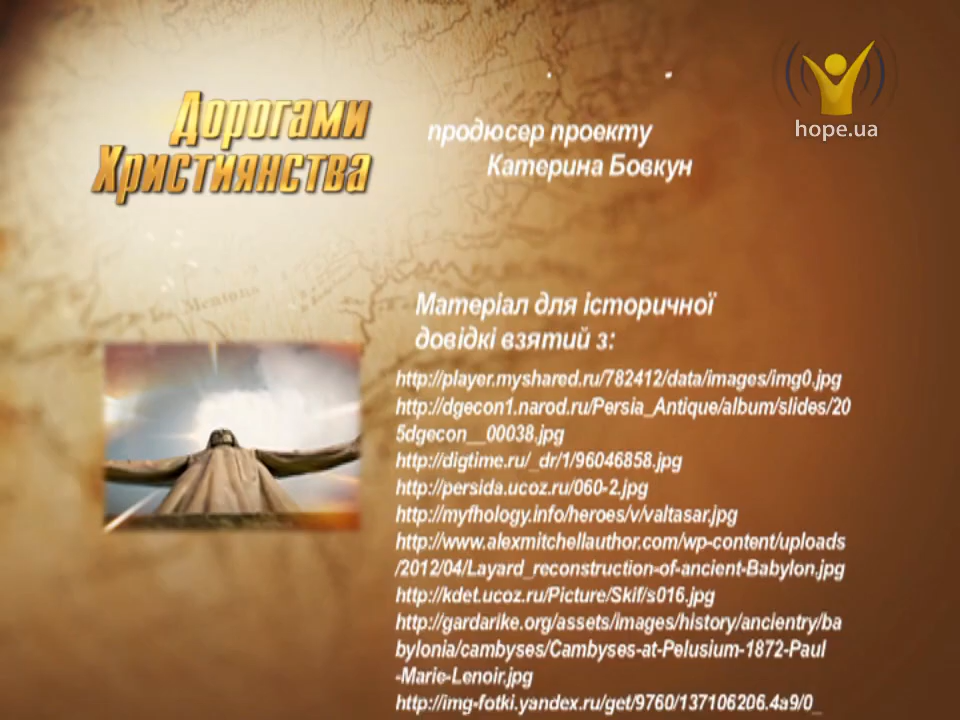 hope.ua
Дорогами
Християнства
продюсер проекту
Катерина Бовкун
Mentona
Матеріал для історичної
довідкі взятий з:
http://player.myshared.ru/782412/data/images/img0.jpg
http://dgecon1.narod.ru/Persia_Antique/album/slides/20
5dgecon__00038.jpg
http://digtime.ru/_dr/1/96046858.jpg
http://persida.ucoz.ru/060-2.jpg
http://myfhology.info/heroes/v/valtasar.jpg
http://www.alexmitchellauthor.com/wp-content/uploads
/2012/04/Layard_reconstruction-of-ancient-Babylon.jpg
http://kdet.ucoz.ru/Picture/Skif/s016.jpg
http://gardarike.org/assets/images/history/ancientry/ba
bylonia/cambyses/Cambyses-at-Pelusium-1872-Paul
-Marie-Lenoir.jpg
http://img-fotki.yandex.ru/get/9760/137106206.4a9/0_